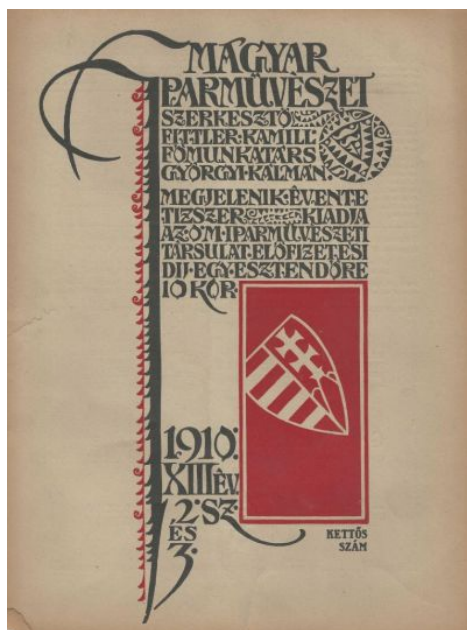 MAGYAR
IPARMŰVÉSZET
SZERKESZTŐ:
FITTLER·KAMILL·
FŐMUNKATÁRS
GYÖRGYI·KÁLMÁN·
MEGJELENIK·ÉVENTE
TIZSZER KIADJA
AZ·O·M·IPARMŰVÉSZETI
TÁRSULAT·ELŐFIZETÉSI
DIJ·EGY·ESZTENDŐRE
10 KOR·
1910:
XIII ÉV.
2·SZ·
ÉS
3·
KETTŐS
SZÁM